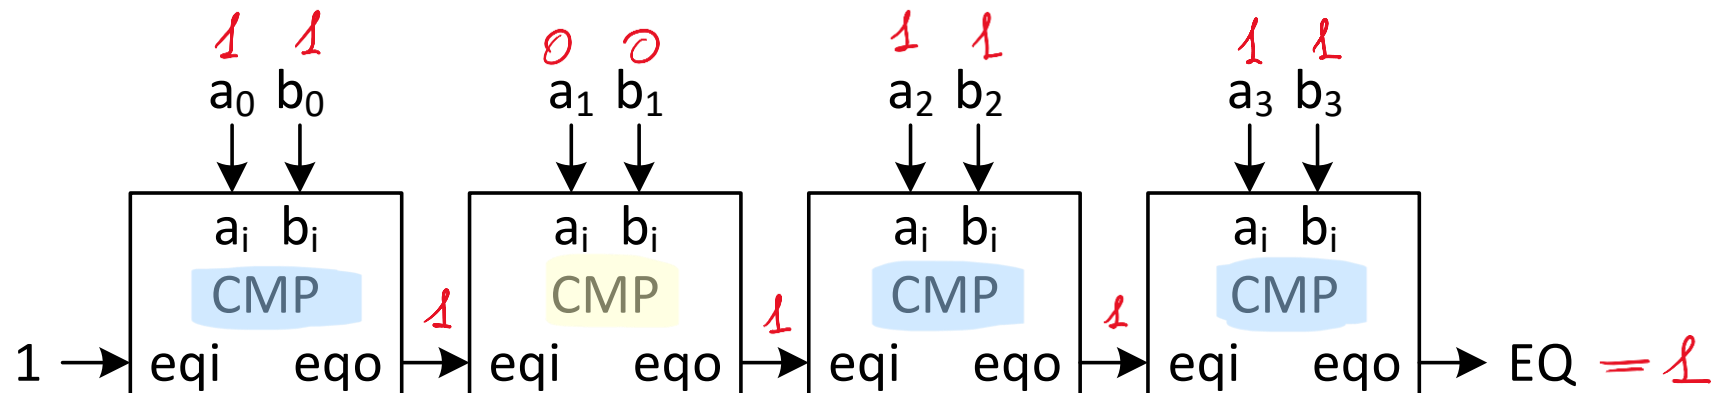 1 1 0 0 1 1 1 1
a₀ b₀ a₁ b₁ a₂ b₂ a₃ b₃
aᵢ bᵢ aᵢ bᵢ aᵢ bᵢ aᵢ bᵢ
CMP CMP CMP CMP
1 1 1
1 eqi eqo eqi eqo eqi eqo eqi eqo EQ = 1